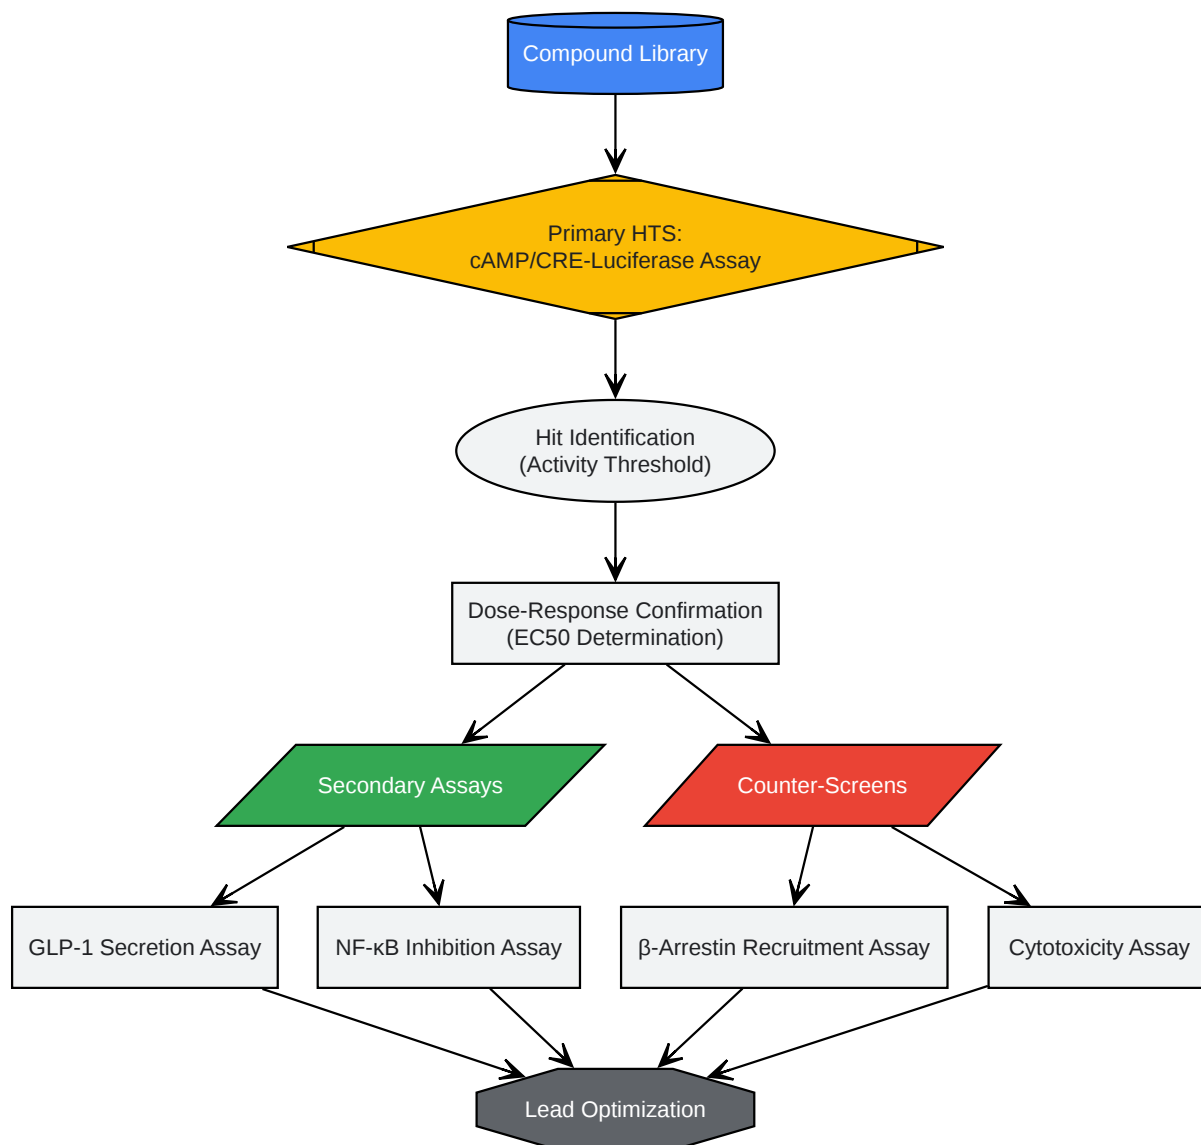 Compound Library
Primary HTS:
cAMP/CRE-Luciferase Assay
Hit Identification
(Activity Threshold)
Dose-Response Confirmation
(EC50 Determination)
Secondary Assays
Counter-Screens
GLP-1 Secretion Assay
NF-κB Inhibition Assay
β-Arrestin Recruitment Assay
Cytotoxicity Assay
Lead Optimization